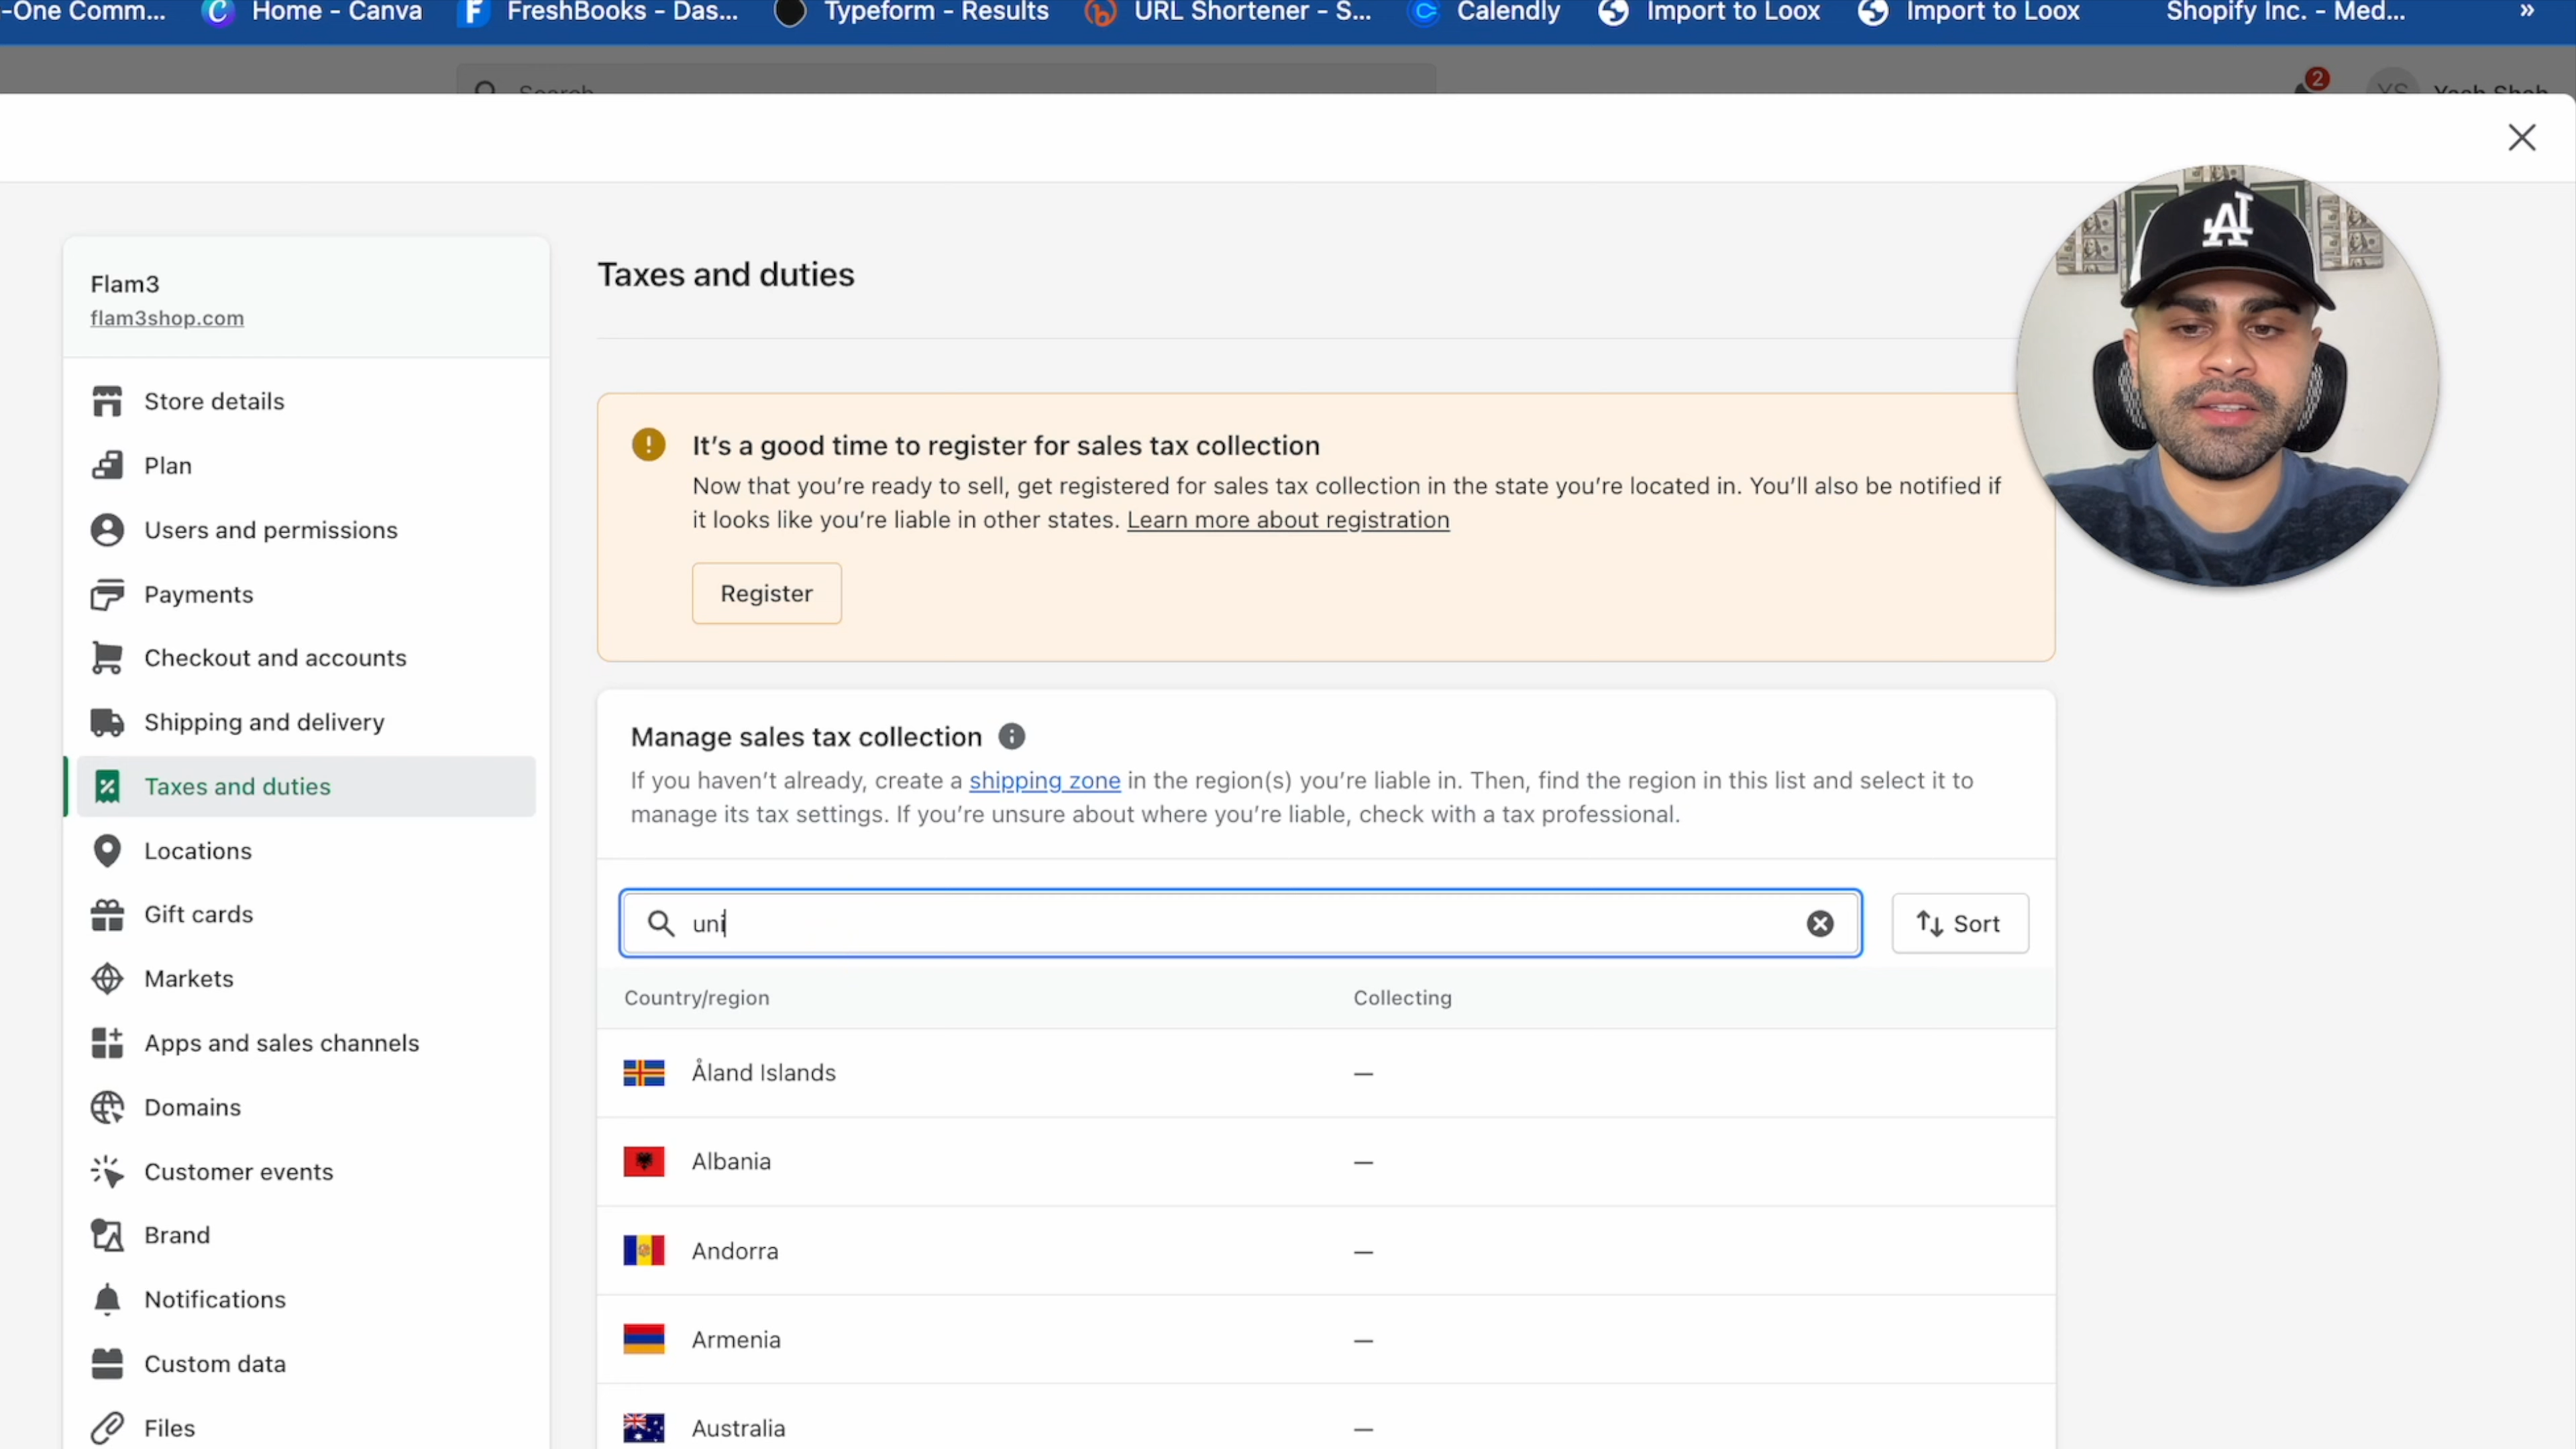 -One Comm...
Home - Canva
FreshBooks - Das...
Typeform - Results
URL Shortener - S...
Calendly
Import to Loox
Import to Loox
Shopify Inc. - Med...
»
Search
2
YS
Yash Shah
Flam3
flam3shop.com
Store details
Plan
Users and permissions
Payments
Checkout and accounts
Shipping and delivery
Taxes and duties
Locations
Gift cards
Markets
Apps and sales channels
Domains
Customer events
Brand
Notifications
Custom data
Files
Taxes and duties
It’s a good time to register for sales tax collection
Now that you’re ready to sell, get registered for sales tax collection in the state you’re located in. You’ll also be notified if
it looks like you’re liable in other states. Learn more about registration
Register
Manage sales tax collection
If you haven’t already, create a shipping zone in the region(s) you’re liable in. Then, find the region in this list and select it to
manage its tax settings. If you’re unsure about where you’re liable, check with a tax professional.
uni
Sort
Country/region
Collecting
Åland Islands
—
Albania
—
Andorra
—
Armenia
—
Australia
—